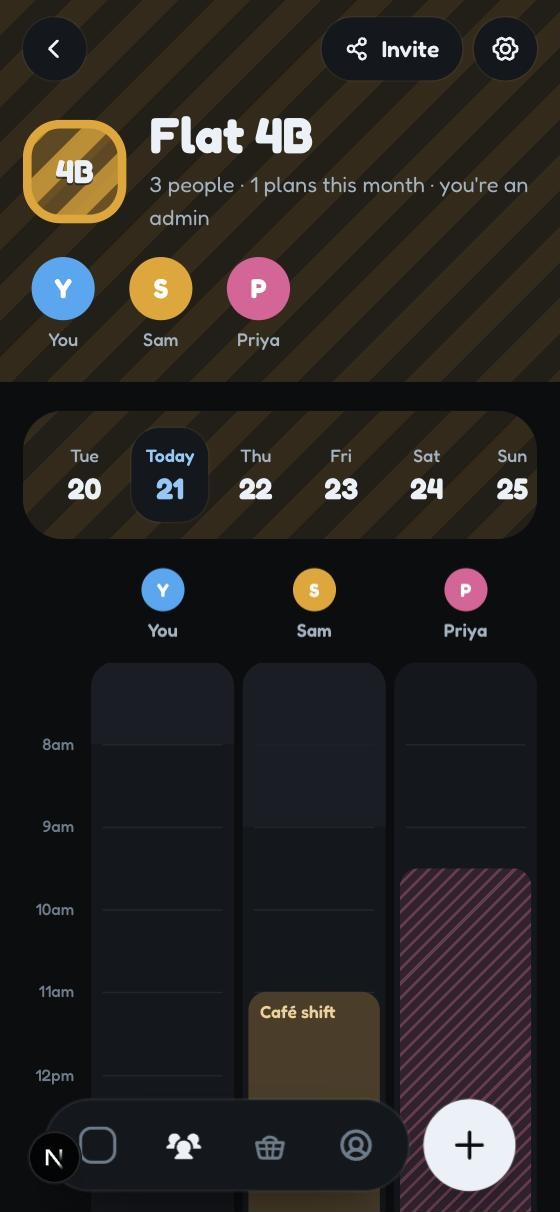 Invite
4B
Flat 4B
3 people · 1 plans this month · you're an
admin
Y
S
P
You
Sam
Priya
Tue
Today
Thu
Fri
Sat
Sun
20
21
22
23
24
25
Y
S
P
You
Sam
Priya
8am
9am
10am
11am
Café shift
12pm
N